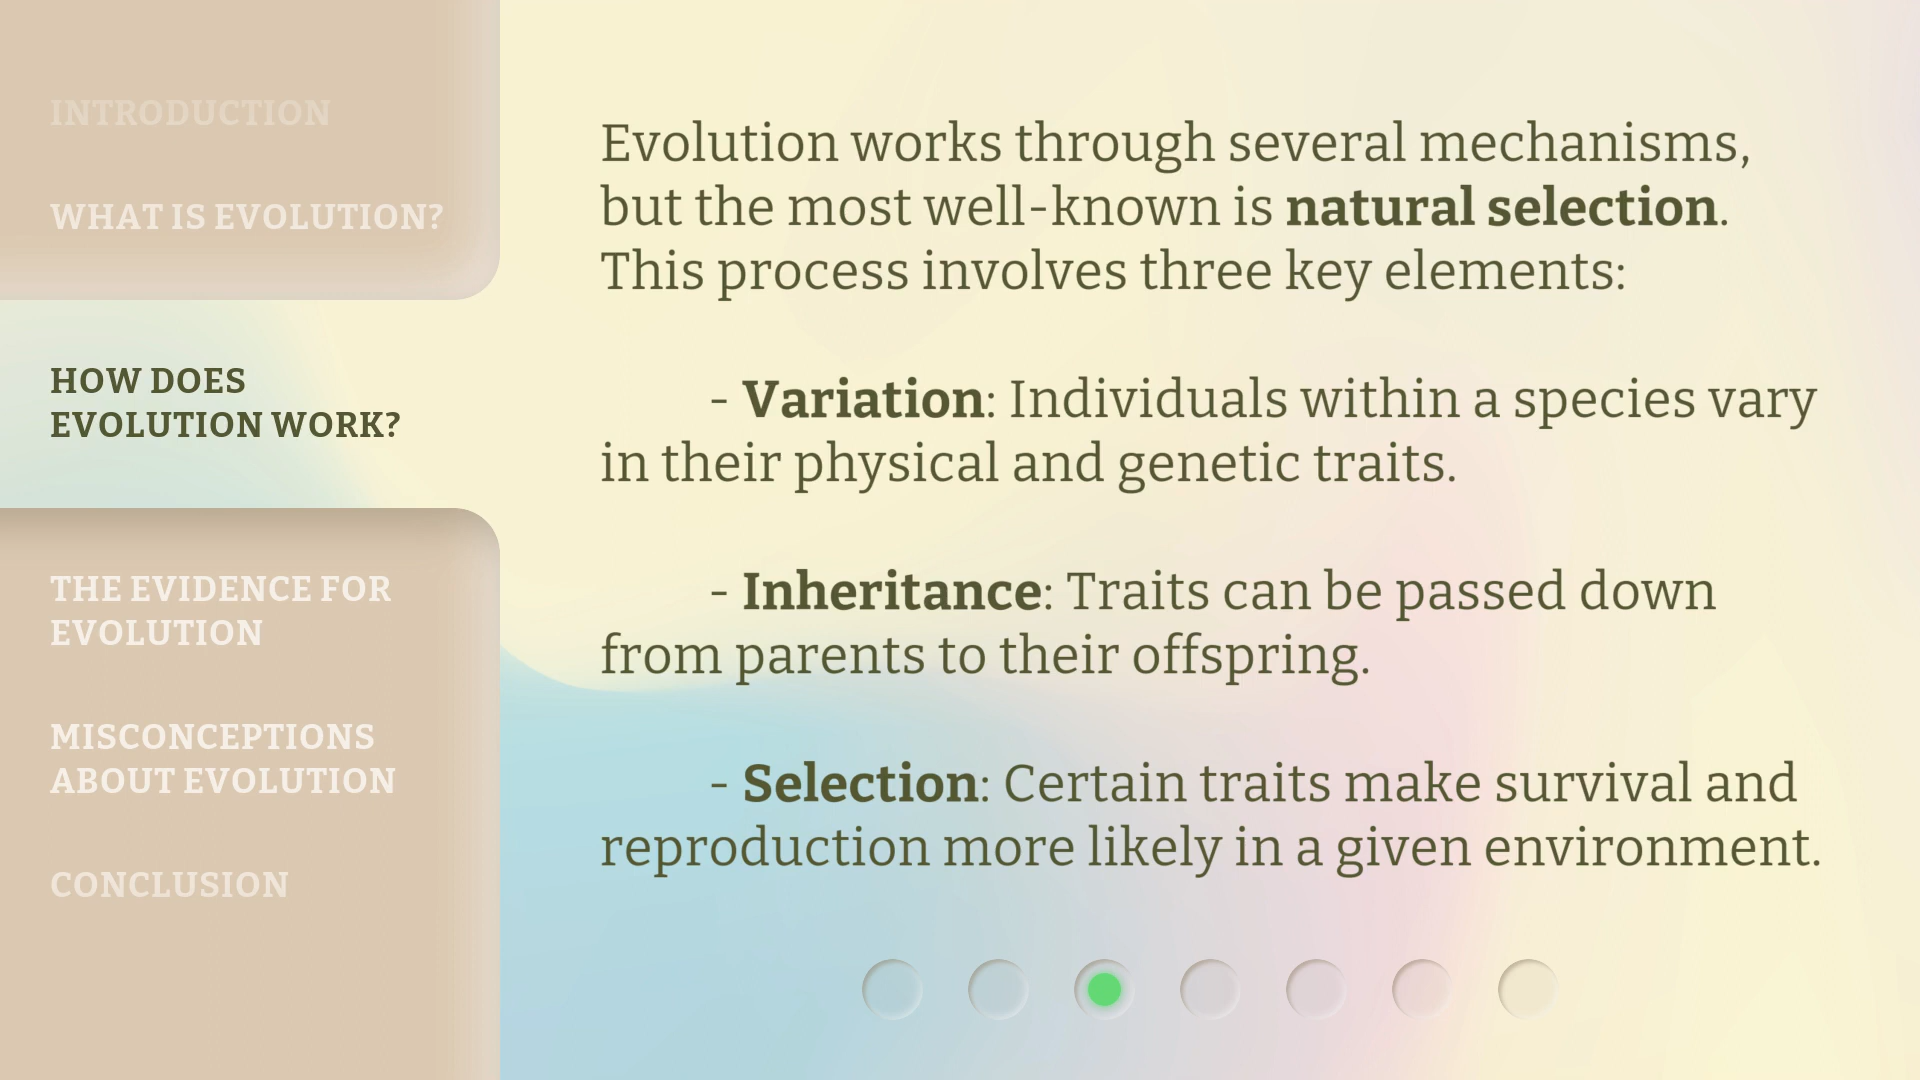 INTRODUCTION
WHAT IS EVOLUTION?
HOW DOES
EVOLUTION WORK?
THE EVIDENCE FOR
EVOLUTION
MISCONCEPTIONS
ABOUT EVOLUTION
CONCLUSION
Evolution works through several mechanisms,
but the most well-known is natural selection.
This process involves three key elements:
- Variation: Individuals within a species vary
in their physical and genetic traits.
- Inheritance: Traits can be passed down
from parents to their offspring.
- Selection: Certain traits make survival and
reproduction more likely in a given environment.